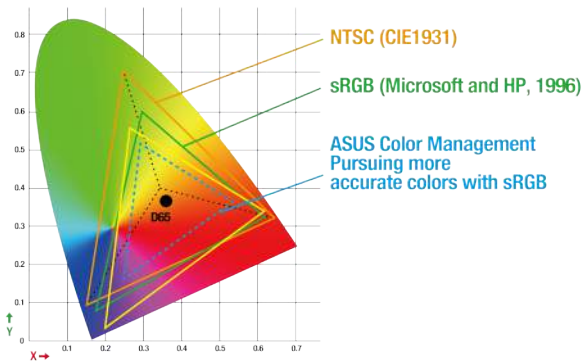 NTSC (CIE1931)
sRGB (Microsoft and HP, 1996)
ASUS Color Management
Pursuing more
accurate colors with sRGB
D65
0.8
0.7
0.6
0.5
0.4
0.3
0.2
0.1
0
Y
X
0.1
0.2
0.3
0.4
0.5
0.6
0.7